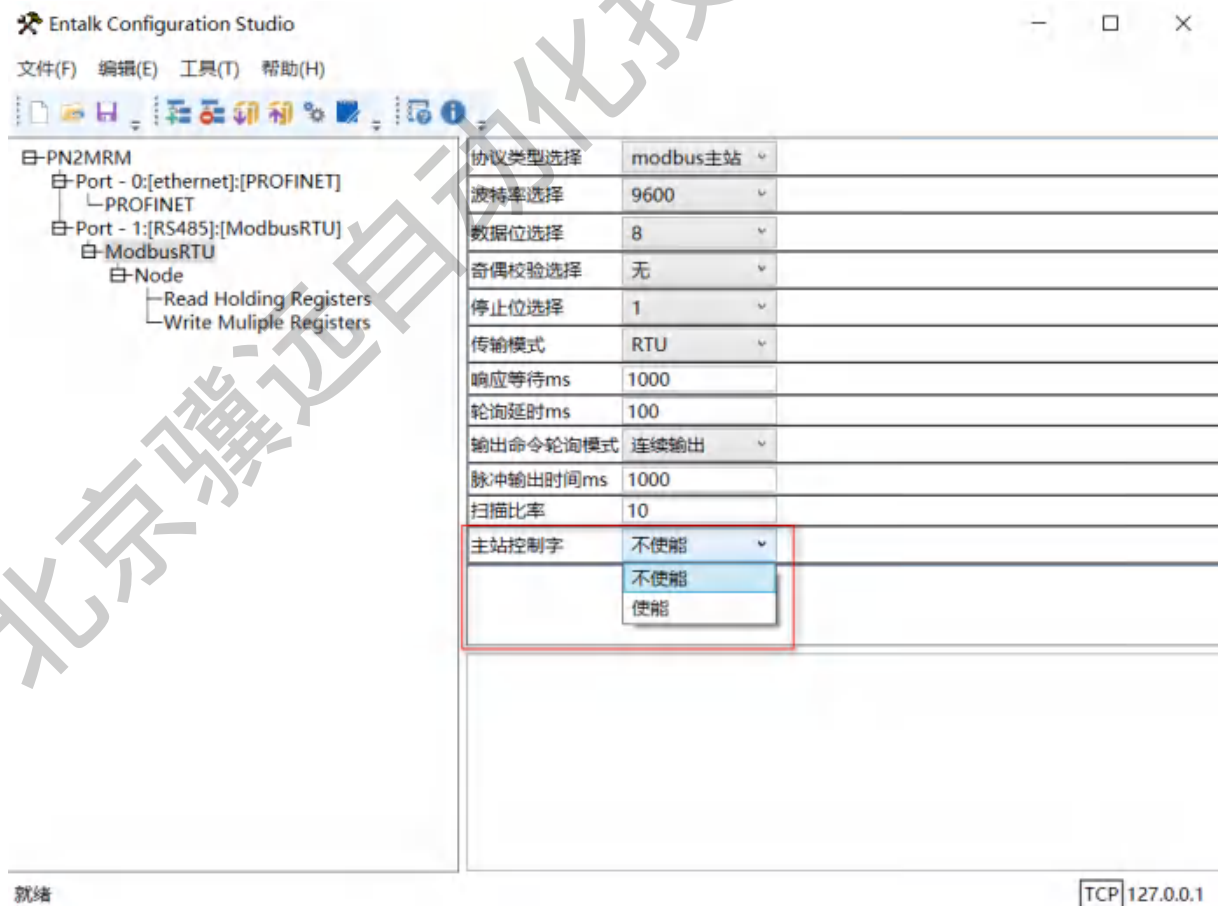 Entalk Configuration Studio
文件(F) 编辑(E) 工具(T) 帮助(H)
PN2MRM
Port - 0:[ethernet]:[PROFINET]
PROFINET
Port - 1:[RS485]:[ModbusRTU]
ModbusRTU
Node
Read Holding Registers
Write Muliple Registers
协议类型选择 modbus主站
波特率选择 9600
数据位选择 8
奇偶校验选择 无
停止位选择 1
传输模式 RTU
响应等待ms 1000
轮询延时ms 100
输出命令轮询模式 连续输出
脉冲输出时间ms 1000
扫描比率 10
主站控制字 不使能
不使能
使能
就绪 TCP 127.0.0.1
北京骥远自动化技